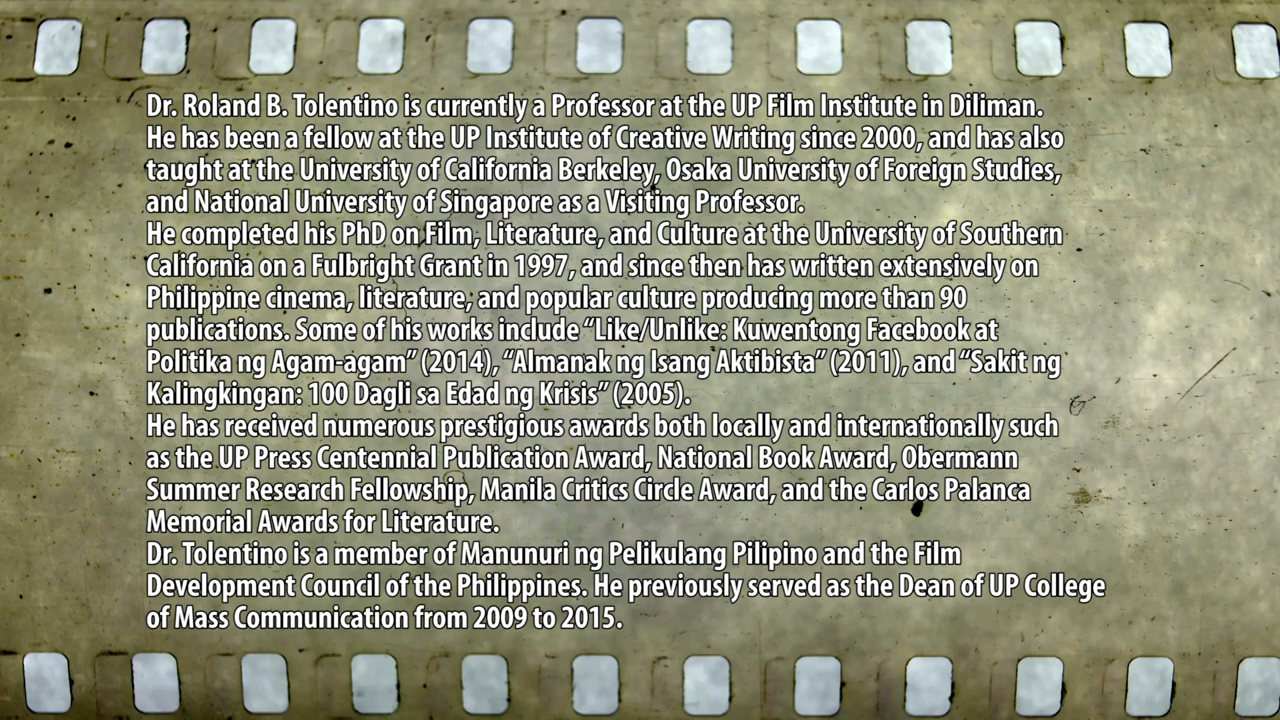 Dr. Roland B. Tolentino is currently a Professor at the UP Film Institute in Diliman.
He has been a fellow at the UP Institute of Creative Writing since 2000, and has also
taught at the University of California Berkeley, Osaka University of Foreign Studies,
and National University of Singapore as a Visiting Professor.
He completed his PhD on Film, Literature, and Culture at the University of Southern
California on a Fulbright Grant in 1997, and since then has written extensively on
Philippine cinema, literature, and popular culture producing more than 90
publications. Some of his works include “Like/Unlike: Kuwentong Facebook at
Politika ng Agam-agam” (2014), “Almanak ng Isang Aktibista” (2011), and “Sakit ng
Kalingkingan: 100 Dagli sa Edad ng Krisis” (2005).
He has received numerous prestigious awards both locally and internationally such
as the UP Press Centennial Publication Award, National Book Award, Obermann
Summer Research Fellowship, Manila Critics Circle Award, and the Carlos Palanca
Memorial Awards for Literature.
Dr. Tolentino is a member of Manunuri ng Pelikulang Pilipino and the Film
Development Council of the Philippines. He previously served as the Dean of UP College
of Mass Communication from 2009 to 2015.